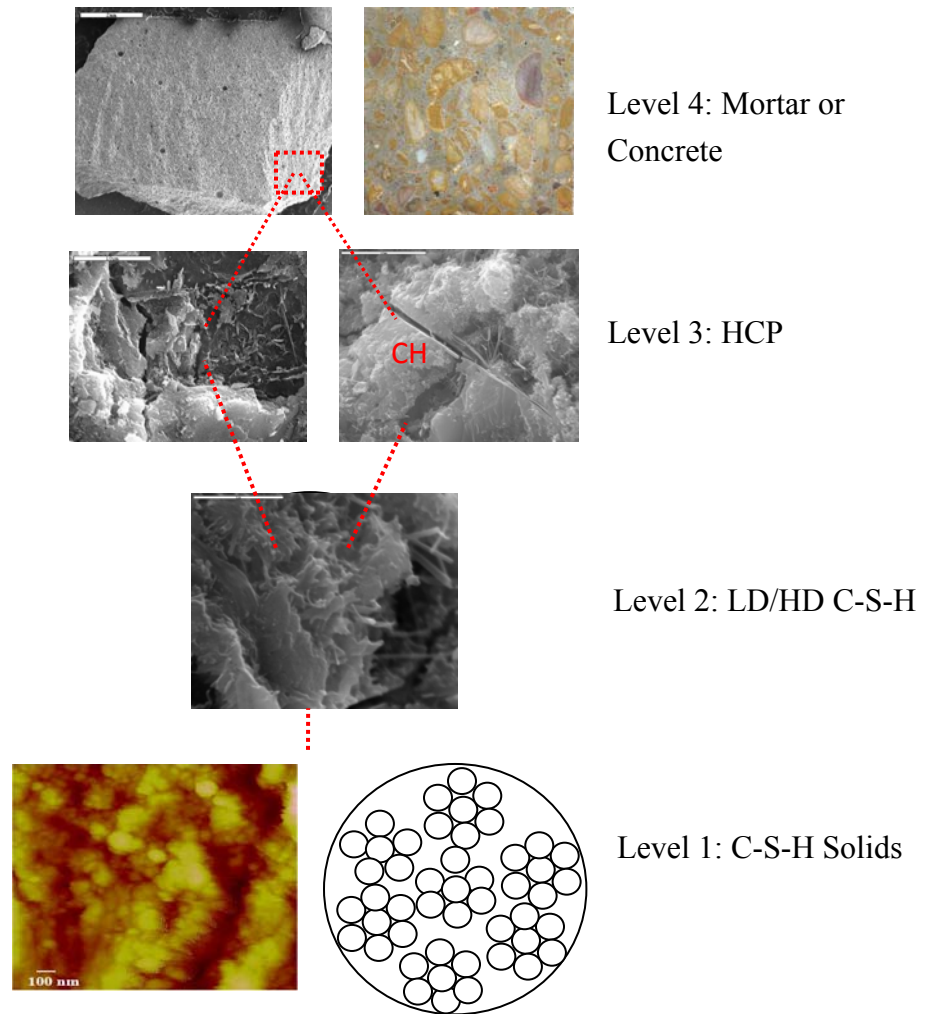 Level 4: Mortar or
Concrete
Level 3: HCP
CH
Level 2: LD/HD C-S-H
Level 1: C-S-H Solids
100 nm